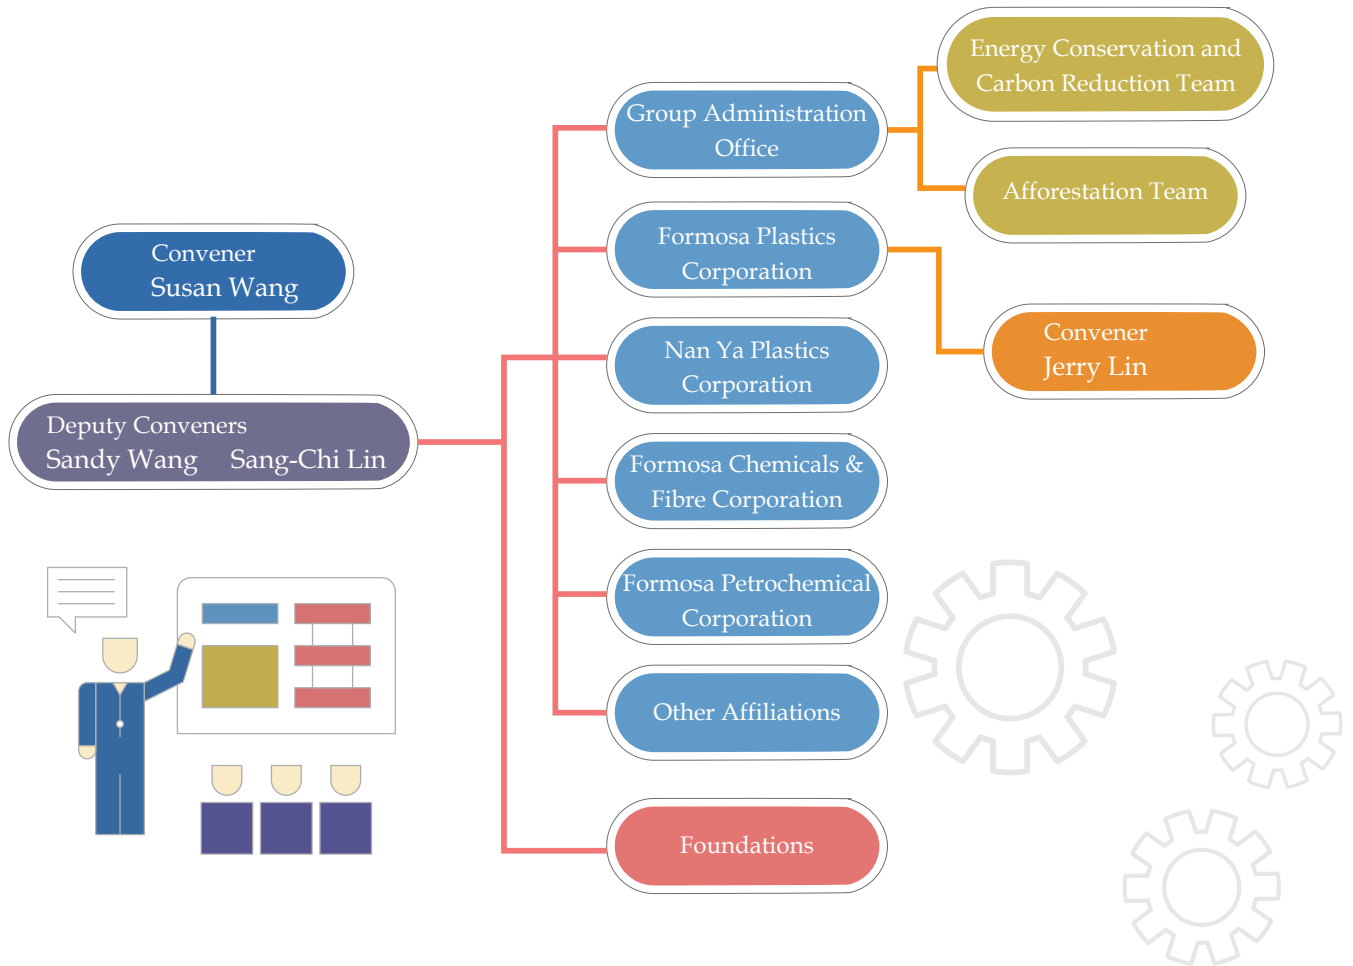 Convener
Susan Wang
Deputy Conveners
Sandy Wang Sang-Chi Lin
Group Administration
Office
Formosa Plastics
Corporation
Nan Ya Plastics
Corporation
Formosa Chemicals &
Fibre Corporation
Formosa Petrochemical
Corporation
Other Affiliations
Foundations
Energy Conservation and
Carbon Reduction Team
Afforestation Team
Convener
Jerry Lin